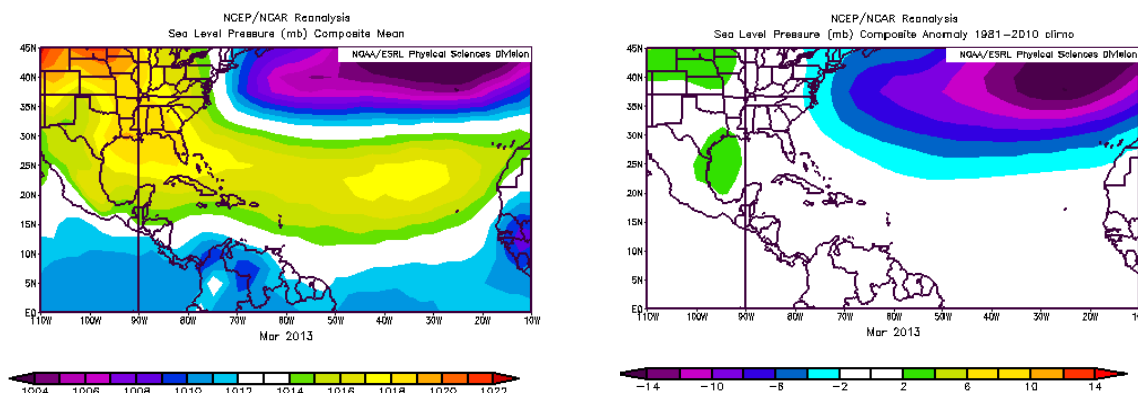 NCEP/NCAR Reanalysis
Sea Level Pressure (mb) Composite Mean
NOAA/ESRL Physical Sciences Division
45N
40N
35N
30N
25N
20N
15N
10N
5N
EQ
110W 100W 90W 80W 70W 60W 50W 40W 30W 20W 10W
Mar 2013
1004 1006 1008 1010 1012 1014 1016 1018 1020 1022
NCEP/NCAR Reanalysis
Sea Level Pressure (mb) Composite Anomaly 1981-2010 climo
NOAA/ESRL Physical Sciences Division
45N
40N
35N
30N
25N
20N
15N
10N
5N
EQ
110W 100W 90W 80W 70W 60W 50W 40W 30W 20W
Mar 2013
-14 -10 -6 -2 2 6 10 14